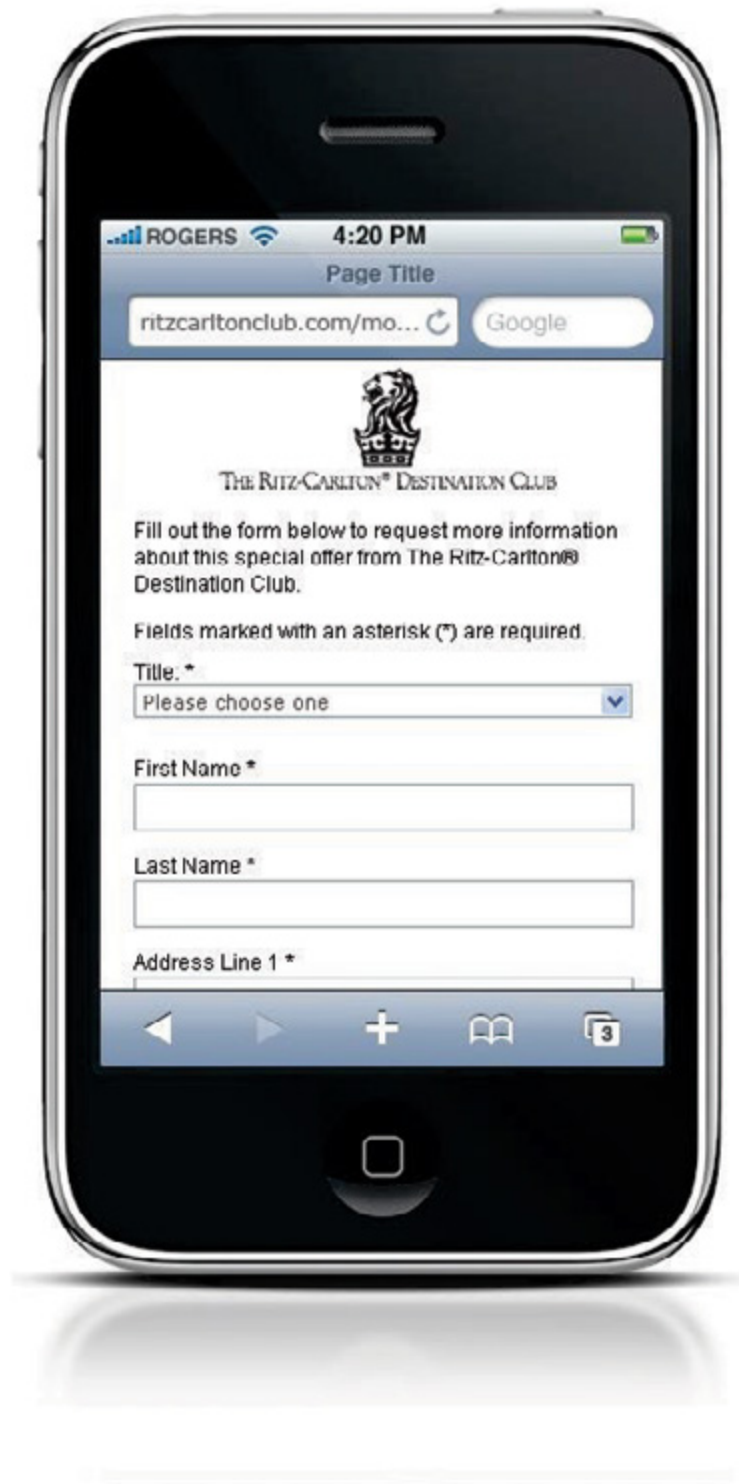 ROGERS 4:20 PM
Page Title
ritzcarltonclub.com/mo... Google
THE RITZ-CARLTON® DESTINATION CLUB
Fill out the form below to request more information
about this special offer from The Ritz-Carlton®
Destination Club.
Fields marked with an asterisk (*) are required.
Title: *
Please choose one
First Name *
Last Name *
Address Line 1 *
3